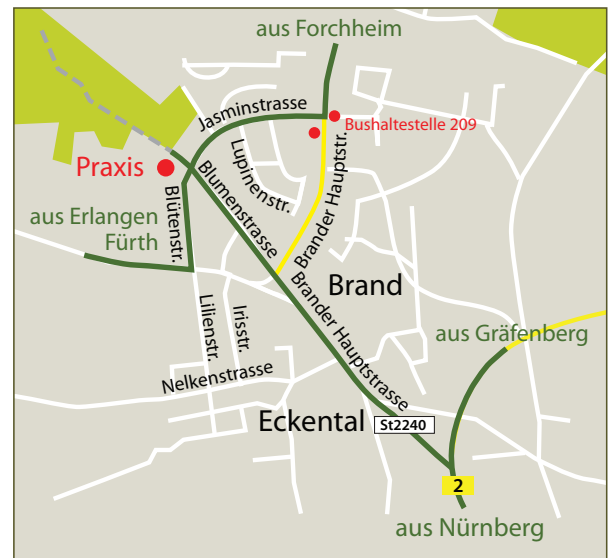 aus Forchheim
Jasminstrasse
Bushaltestelle 209
Lupinenstr.
Brander Hauptstr.
Praxis
Blumenstrasse
Blütenstr.
aus Erlangen
Fürth
Brand
Brander Hauptstrasse
Lilienstr.
Irisstr.
aus Gräfenberg
Nelkenstrasse
Eckental
St2240
2
aus Nürnberg